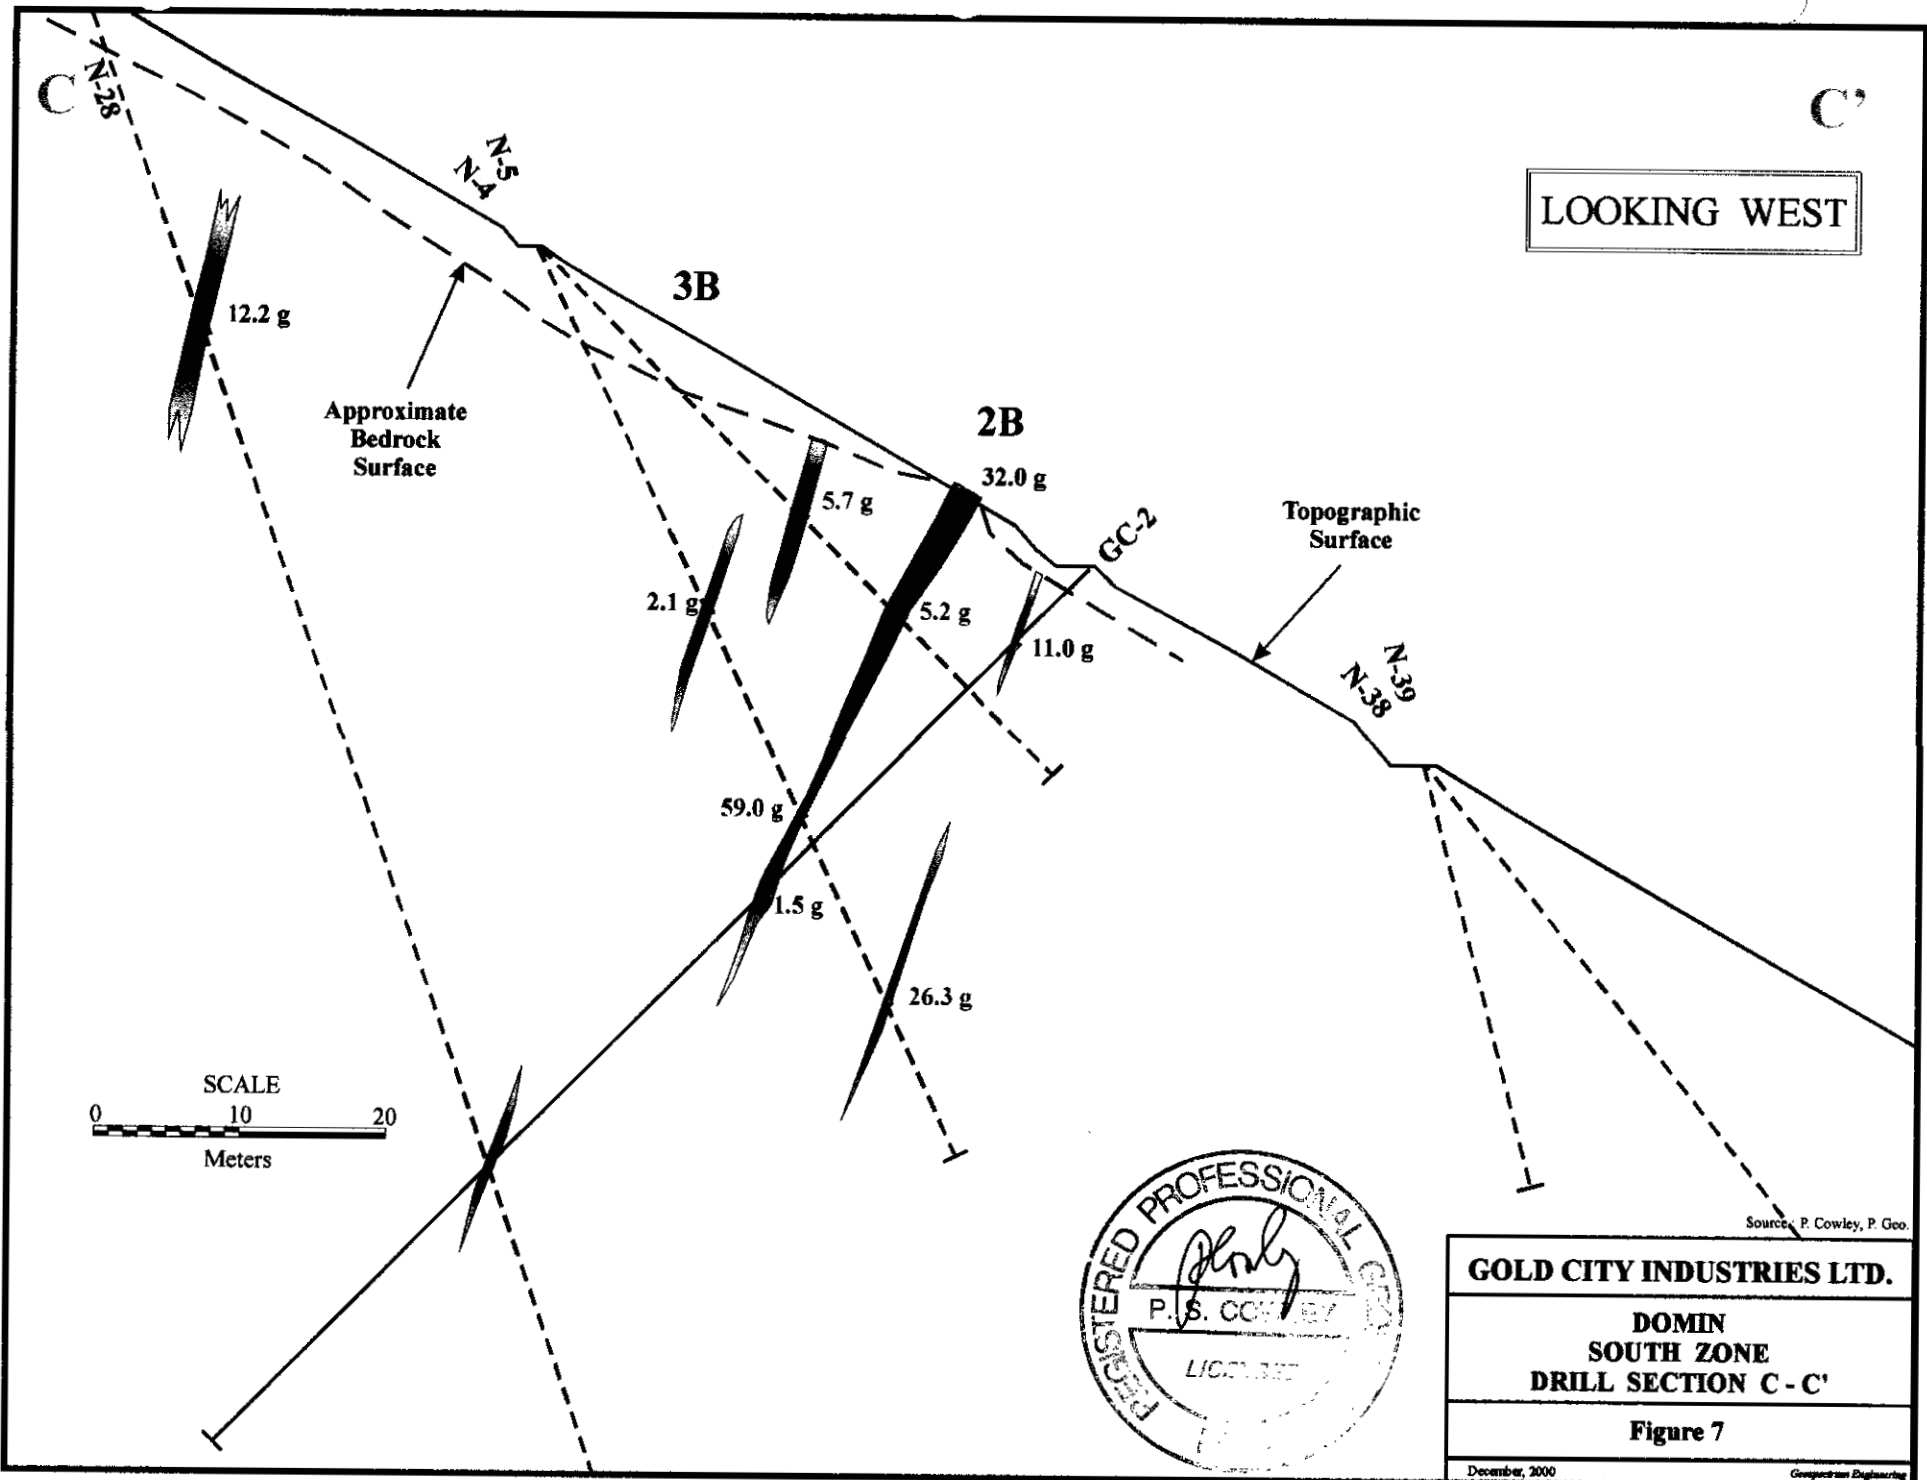 C
N-28
C'
LOOKING WEST
N-5
N-4
3B
12.2 g
Approximate
Bedrock
Surface
2B
32.0 g
5.7 g
GC-2
Topographic
Surface
2.1 g
5.2 g
11.0 g
N-39
N-38
59.0 g
1.5 g
26.3 g
SCALE
0 10 20
Meters
REGISTERED PROFESSIONAL
P. S.
Source: P. Cowley, P. Geo.
GOLD CITY INDUSTRIES LTD.
DOMIN
SOUTH ZONE
DRILL SECTION C - C'
Figure 7
December, 2000
Geospectrum Engineering